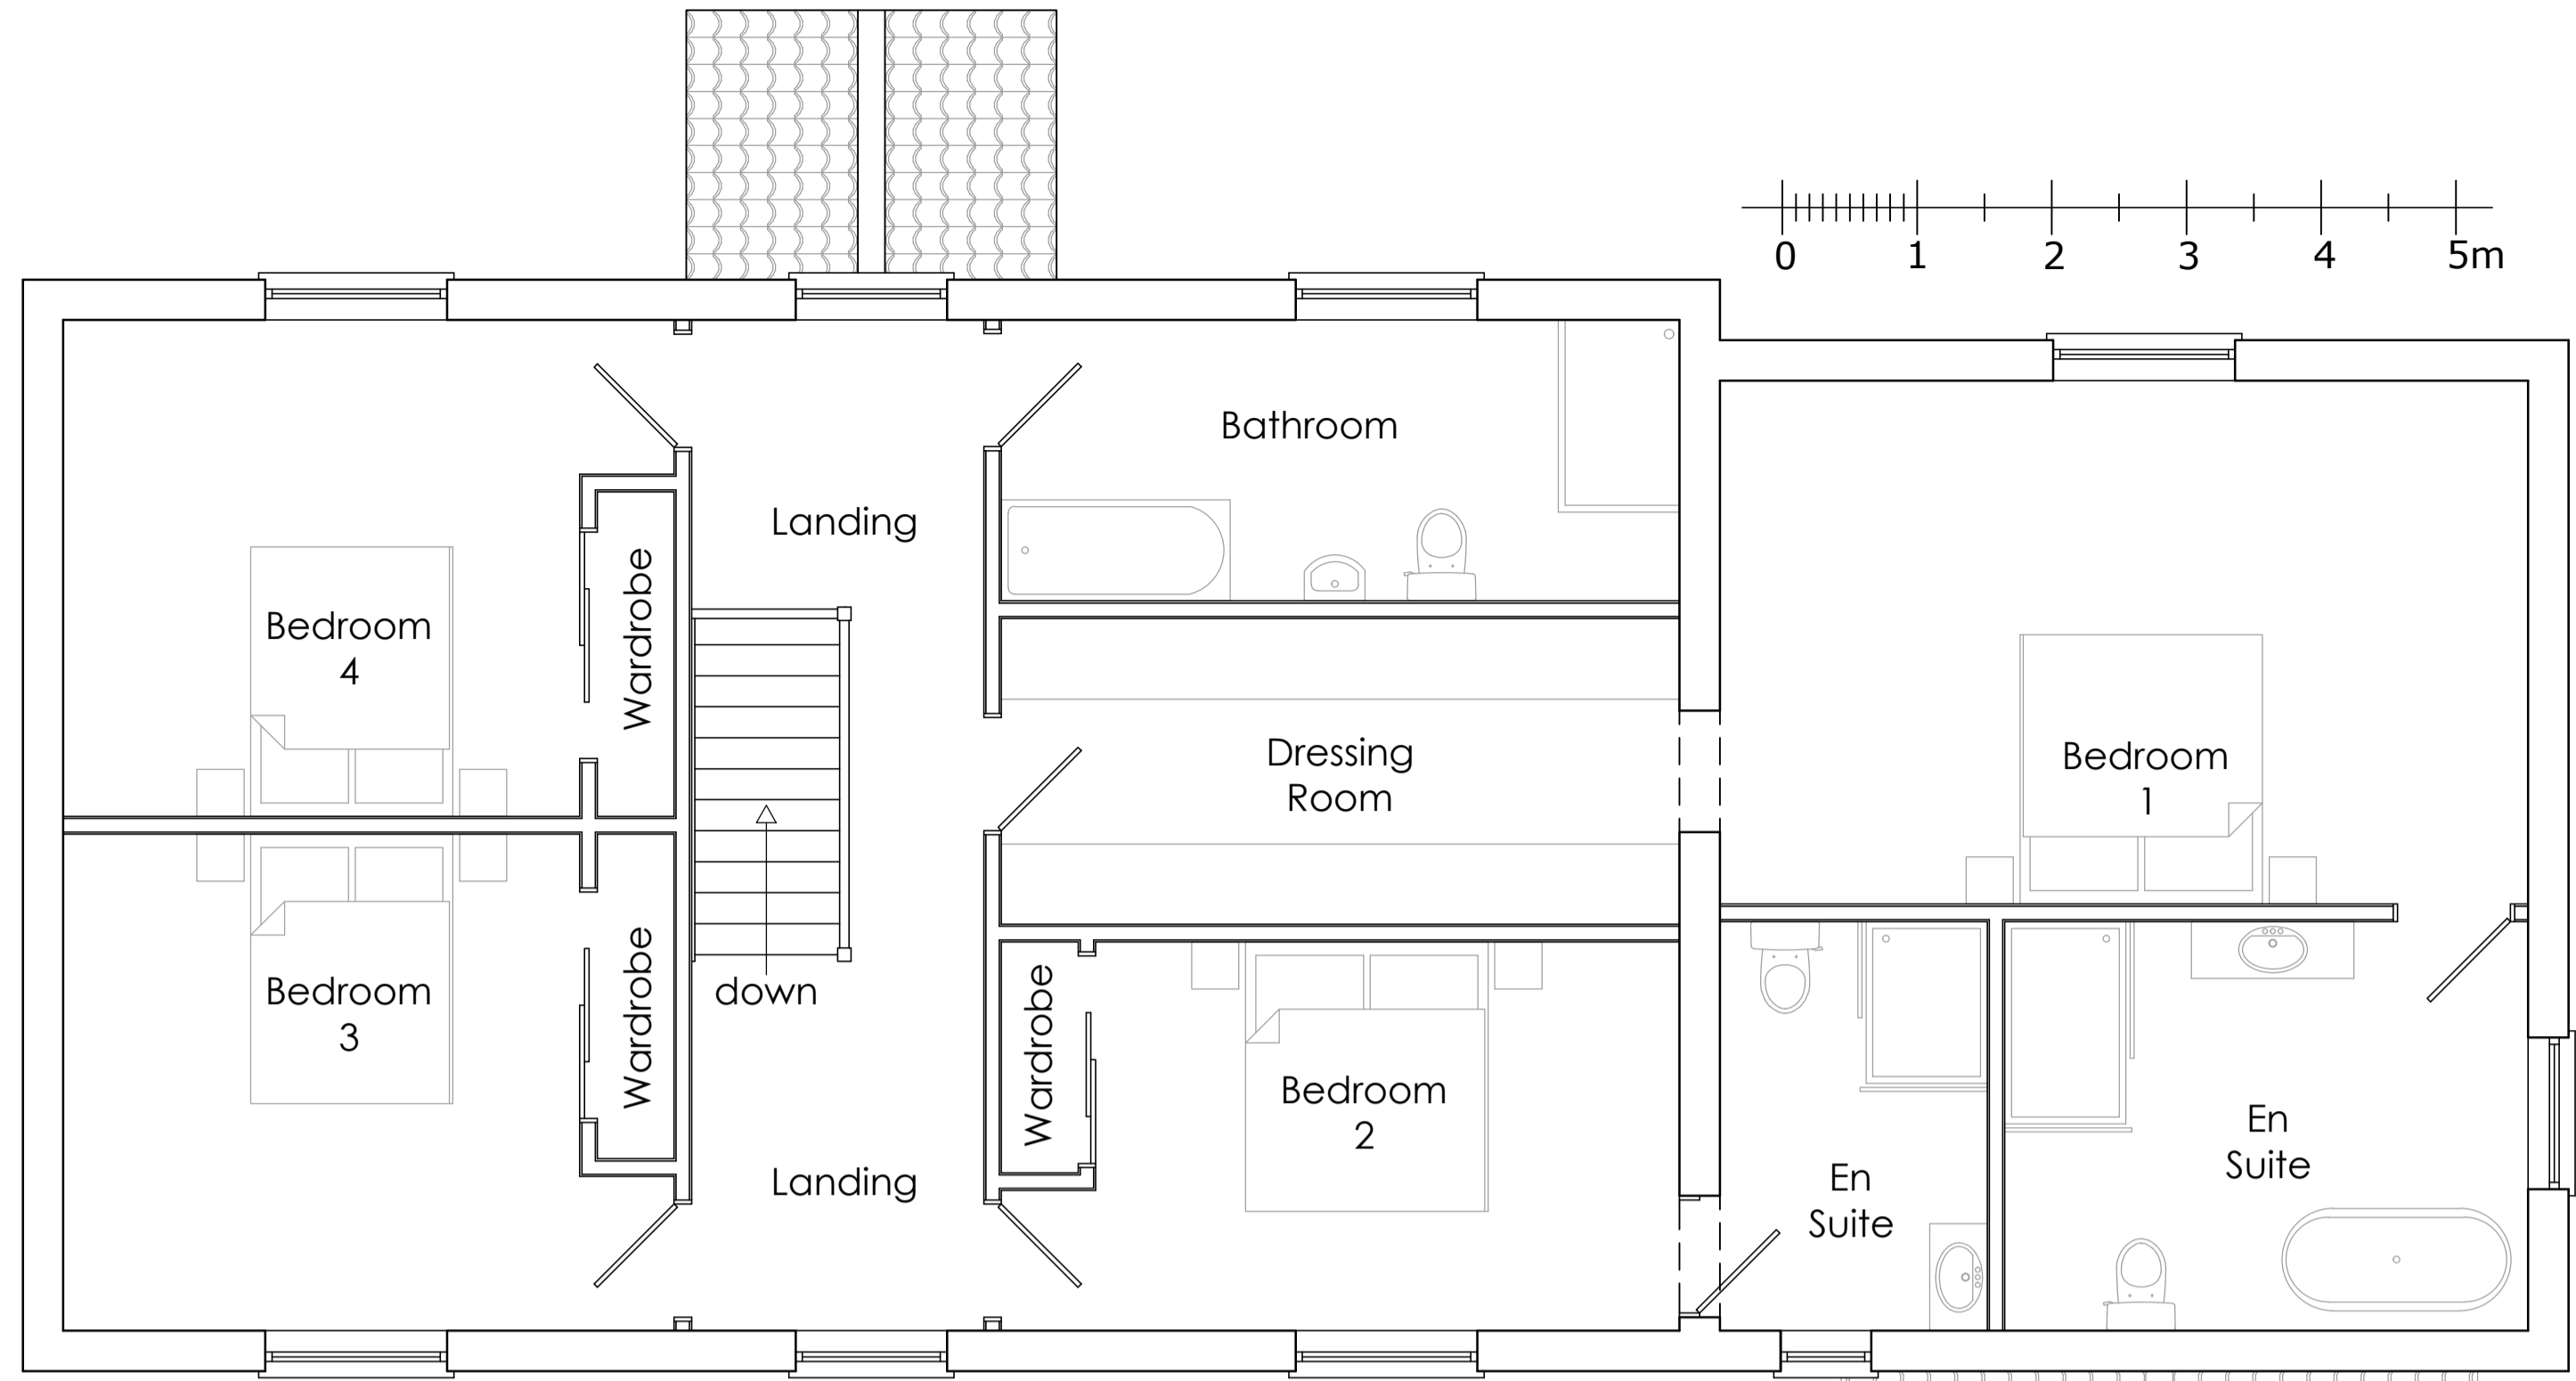 0 1 2 3 4 5m
Bathroom
Landing
Bedroom
4
Wardrobe
Dressing
Room
Bedroom
1
Bedroom
3
Wardrobe
down
Wardrobe
Bedroom
2
En
Suite
En
Suite
Landing